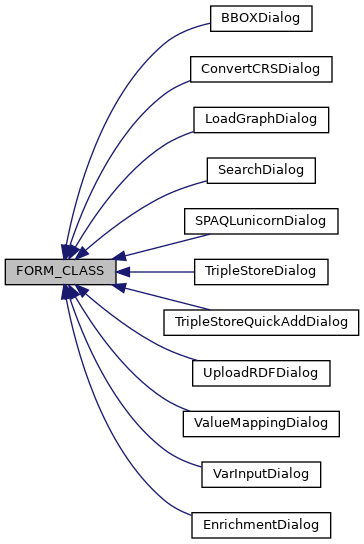 BBOXDialog
ConvertCRSDialog
LoadGraphDialog
SearchDialog
SPAQLunicornDialog
FORM_CLASS
TripleStoreDialog
TripleStoreQuickAddDialog
UploadRDFDialog
ValueMappingDialog
VarInputDialog
EnrichmentDialog